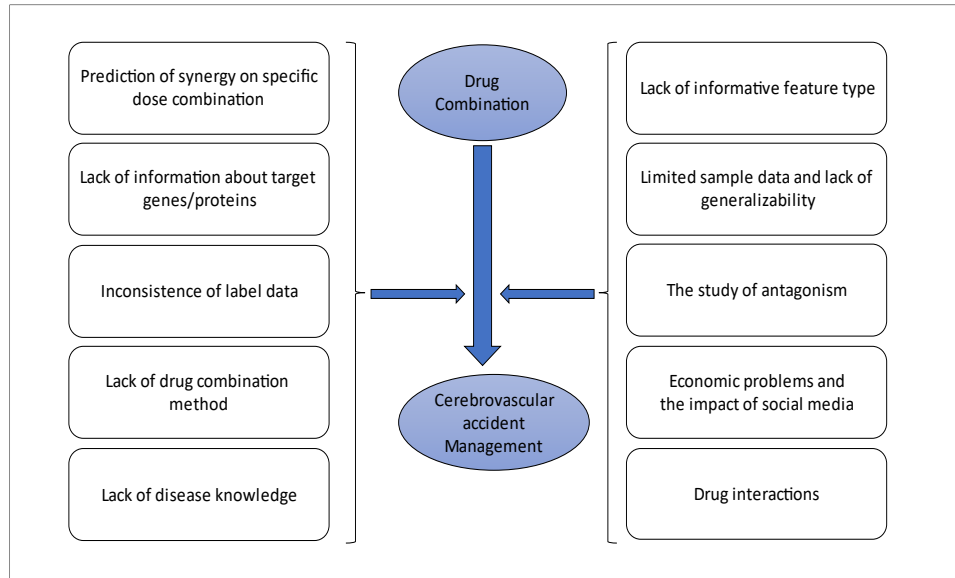 Prediction of synergy on specific
dose combination
Lack of information about target
genes/proteins
Inconsistence of label data
Lack of drug combination
method
Lack of disease knowledge
Drug
Combination
Cerebrovascular
accident
Management
Lack of informative feature type
Limited sample data and lack of
generalizability
The study of antagonism
Economic problems and
the impact of social media
Drug interactions